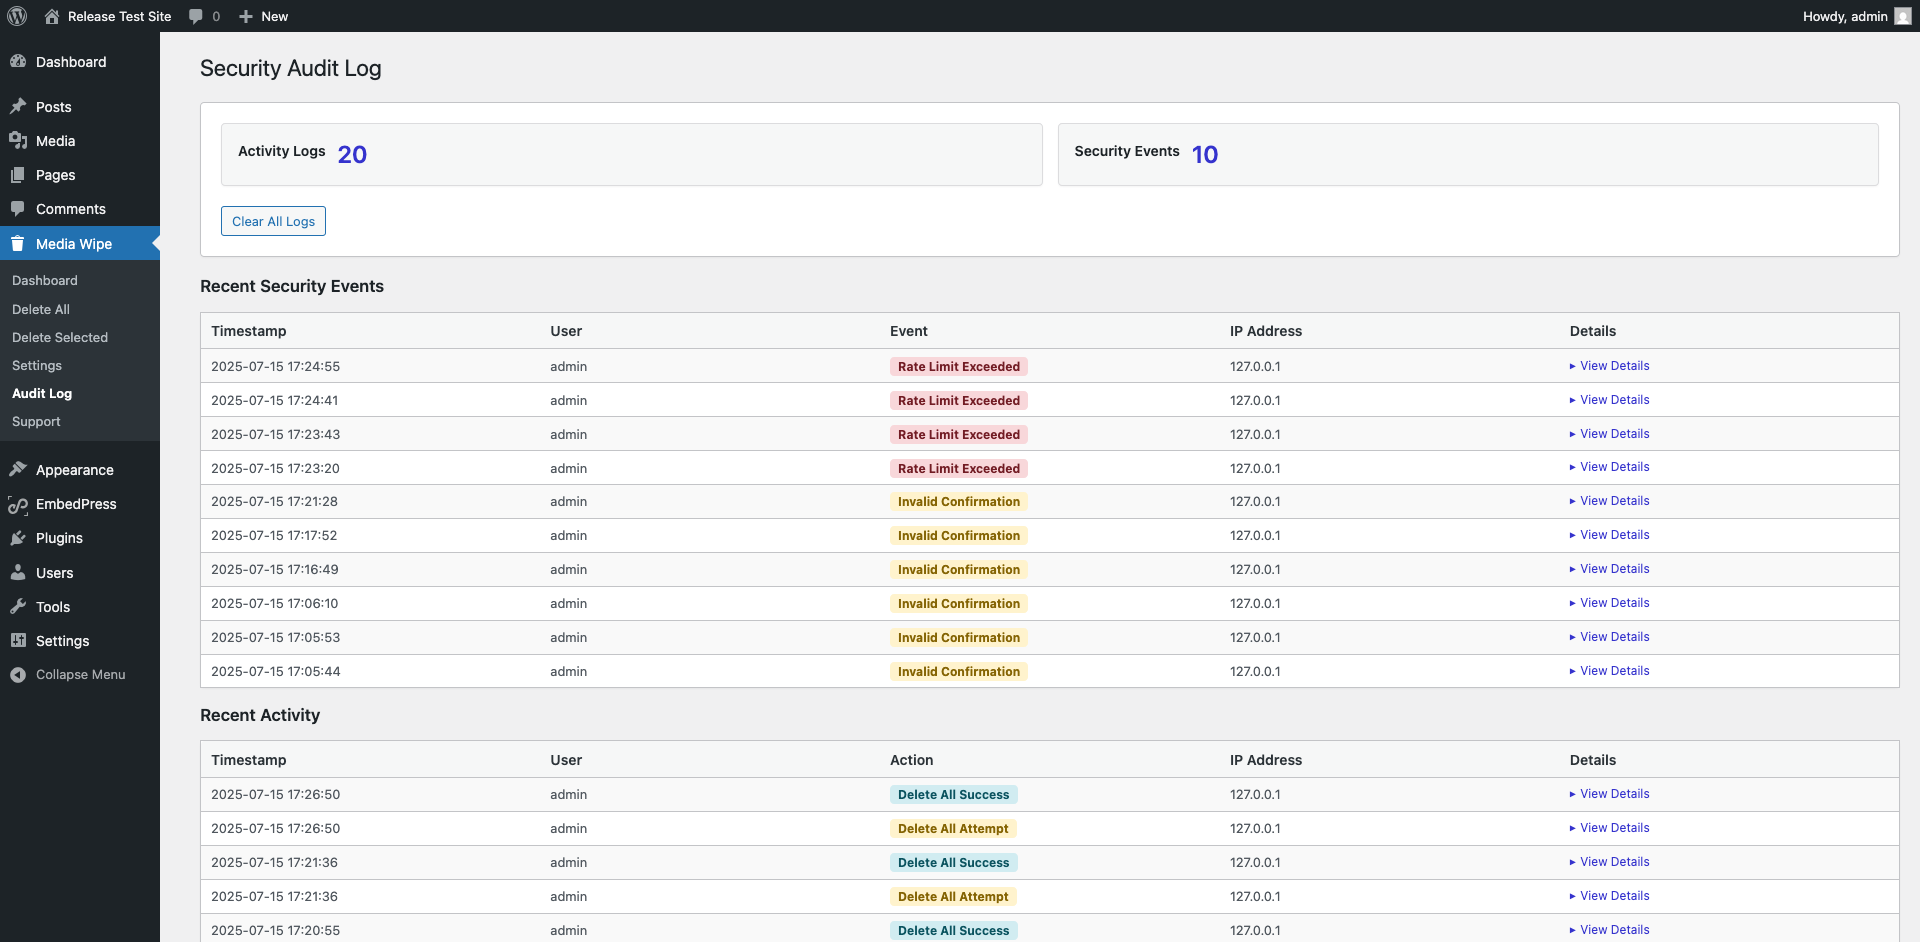 Release Test Site 0 New Howdy, admin
Dashboard
Posts
Media
Pages
Comments
Media Wipe
Dashboard
Delete All
Delete Selected
Settings
Audit Log
Support
Appearance
EmbedPress
Plugins
Users
Tools
Settings
Collapse Menu
Security Audit Log
Activity Logs 20
Security Events 10
Clear All Logs
Recent Security Events
Timestamp User Event IP Address Details
2025-07-15 17:24:55 admin Rate Limit Exceeded 127.0.0.1 View Details
2025-07-15 17:24:41 admin Rate Limit Exceeded 127.0.0.1 View Details
2025-07-15 17:23:43 admin Rate Limit Exceeded 127.0.0.1 View Details
2025-07-15 17:23:20 admin Rate Limit Exceeded 127.0.0.1 View Details
2025-07-15 17:21:28 admin Invalid Confirmation 127.0.0.1 View Details
2025-07-15 17:17:52 admin Invalid Confirmation 127.0.0.1 View Details
2025-07-15 17:16:49 admin Invalid Confirmation 127.0.0.1 View Details
2025-07-15 17:06:10 admin Invalid Confirmation 127.0.0.1 View Details
2025-07-15 17:05:53 admin Invalid Confirmation 127.0.0.1 View Details
2025-07-15 17:05:44 admin Invalid Confirmation 127.0.0.1 View Details
Recent Activity
Timestamp User Action IP Address Details
2025-07-15 17:26:50 admin Delete All Success 127.0.0.1 View Details
2025-07-15 17:26:50 admin Delete All Attempt 127.0.0.1 View Details
2025-07-15 17:21:36 admin Delete All Success 127.0.0.1 View Details
2025-07-15 17:21:36 admin Delete All Attempt 127.0.0.1 View Details
2025-07-15 17:20:55 admin Delete All Success 127.0.0.1 View Details